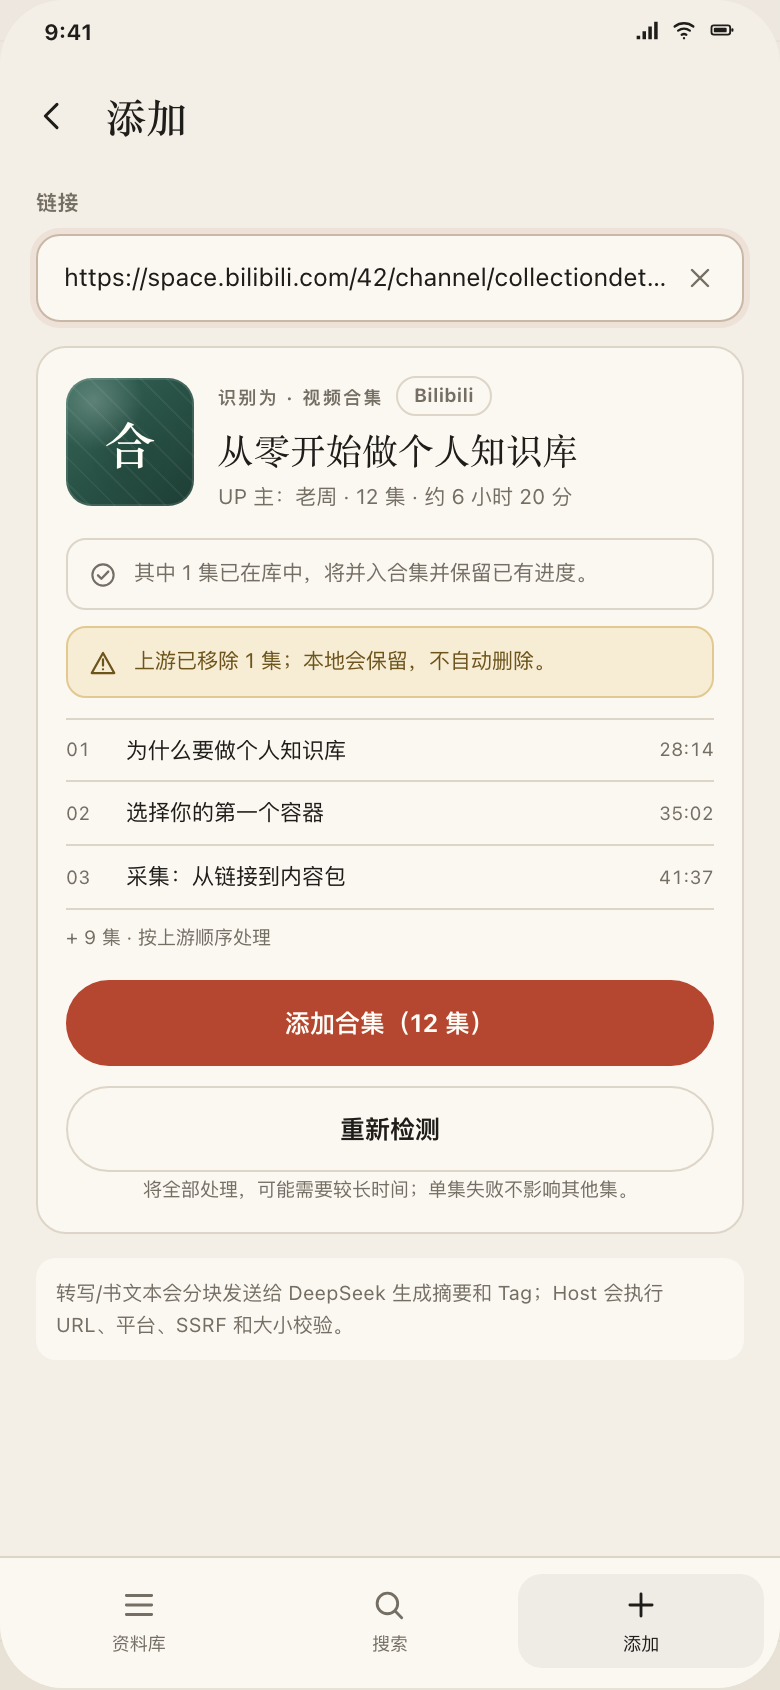 9:41
添加
链接
https://space.bilibili.com/42/channel/collectiondet...
合
识别为 · 视频合集 Bilibili
从零开始做个人知识库
UP 主：老周 · 12 集 · 约 6 小时 20 分
其中 1 集已在库中，将并入合集并保留已有进度。
上游已移除 1 集；本地会保留，不自动删除。
01 为什么要做个人知识库 28:14
02 选择你的第一个容器 35:02
03 采集：从链接到内容包 41:37
+ 9 集 · 按上游顺序处理
添加合集（12 集）
重新检测
将全部处理，可能需要较长时间；单集失败不影响其他集。
转写/书文本会分块发送给 DeepSeek 生成摘要和 Tag；Host 会执行
URL、平台、SSRF 和大小校验。
资料库 搜索 添加